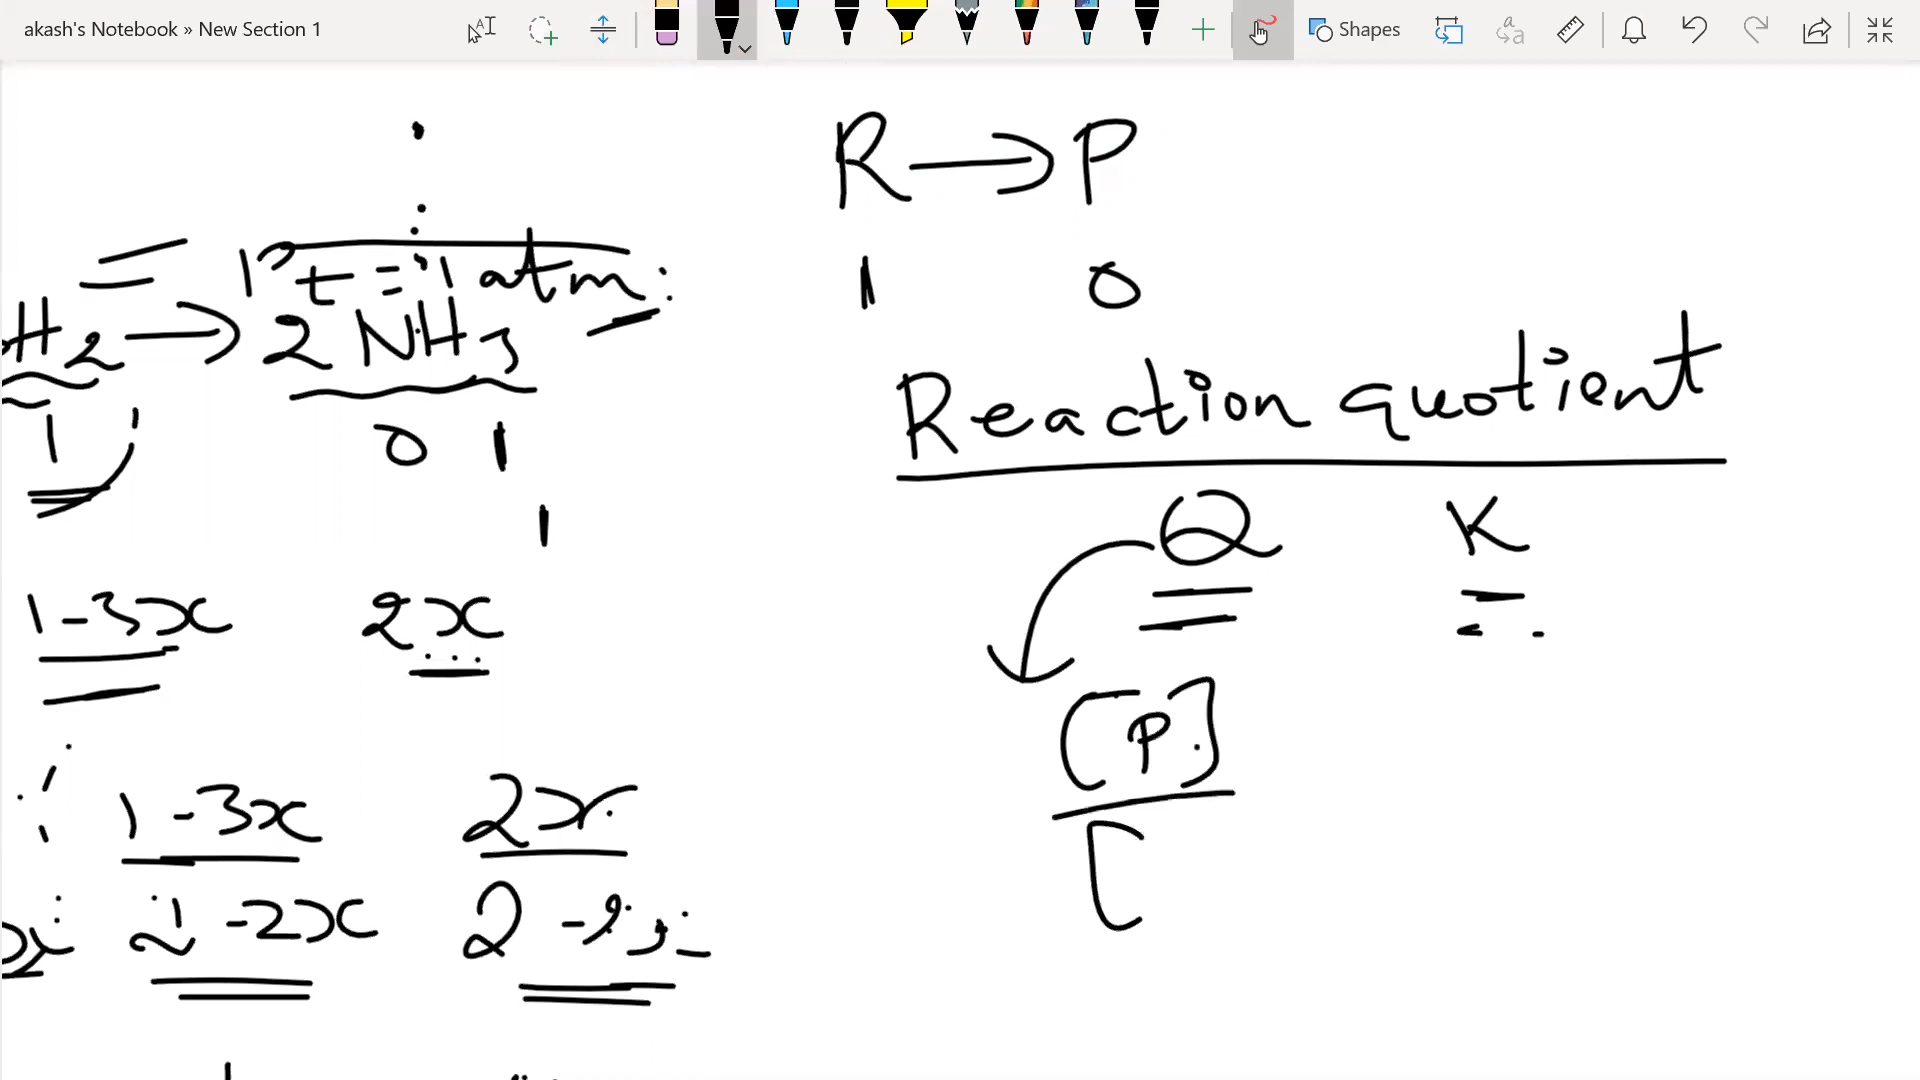 akash's Notebook » New Section 1
Shapes
R → P
1 0
= Pt = 1 atm
H2 → 2 NH3
1 0 1
1
1-3x 2x
1-3x 2x
-2x 2 -
Reaction quotient
Q K
[P]
[